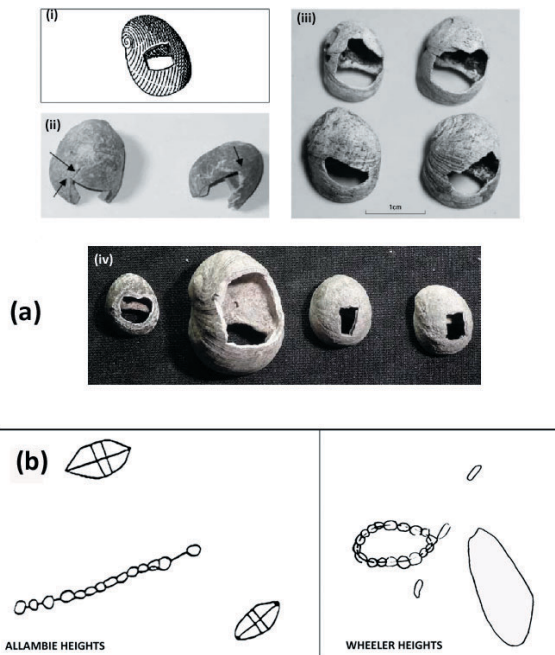 (i)
(iii)
(ii)
1cm
(iv)
(a)
(b)
ALLAMBIE HEIGHTS
WHEELER HEIGHTS